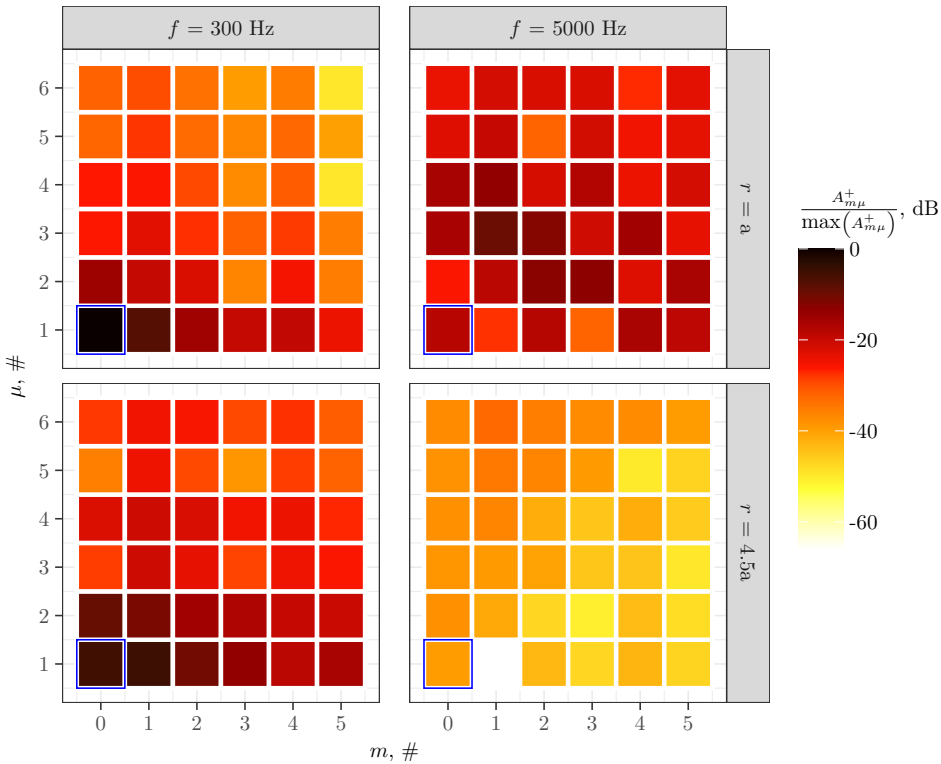 f = 300 Hz
f = 5000 Hz
6
5
4
3
2
1
r = a
6
5
4
3
2
1
r = 4.5a
0 1 2 3 4 5
0 1 2 3 4 5
m, #
μ, #
A⁺ₘμ / max(A⁺ₘμ), dB
0
-20
-40
-60